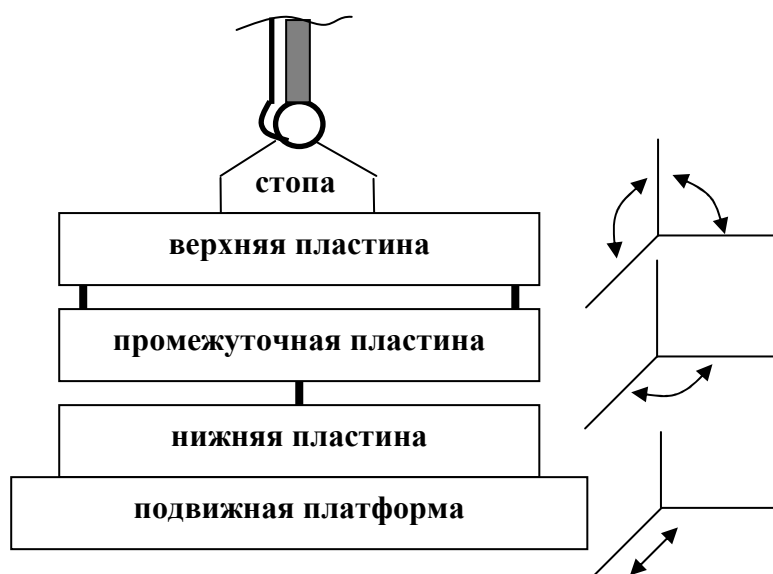 стопа
верхняя пластина
промежуточная пластина
нижняя пластина
подвижная платформа